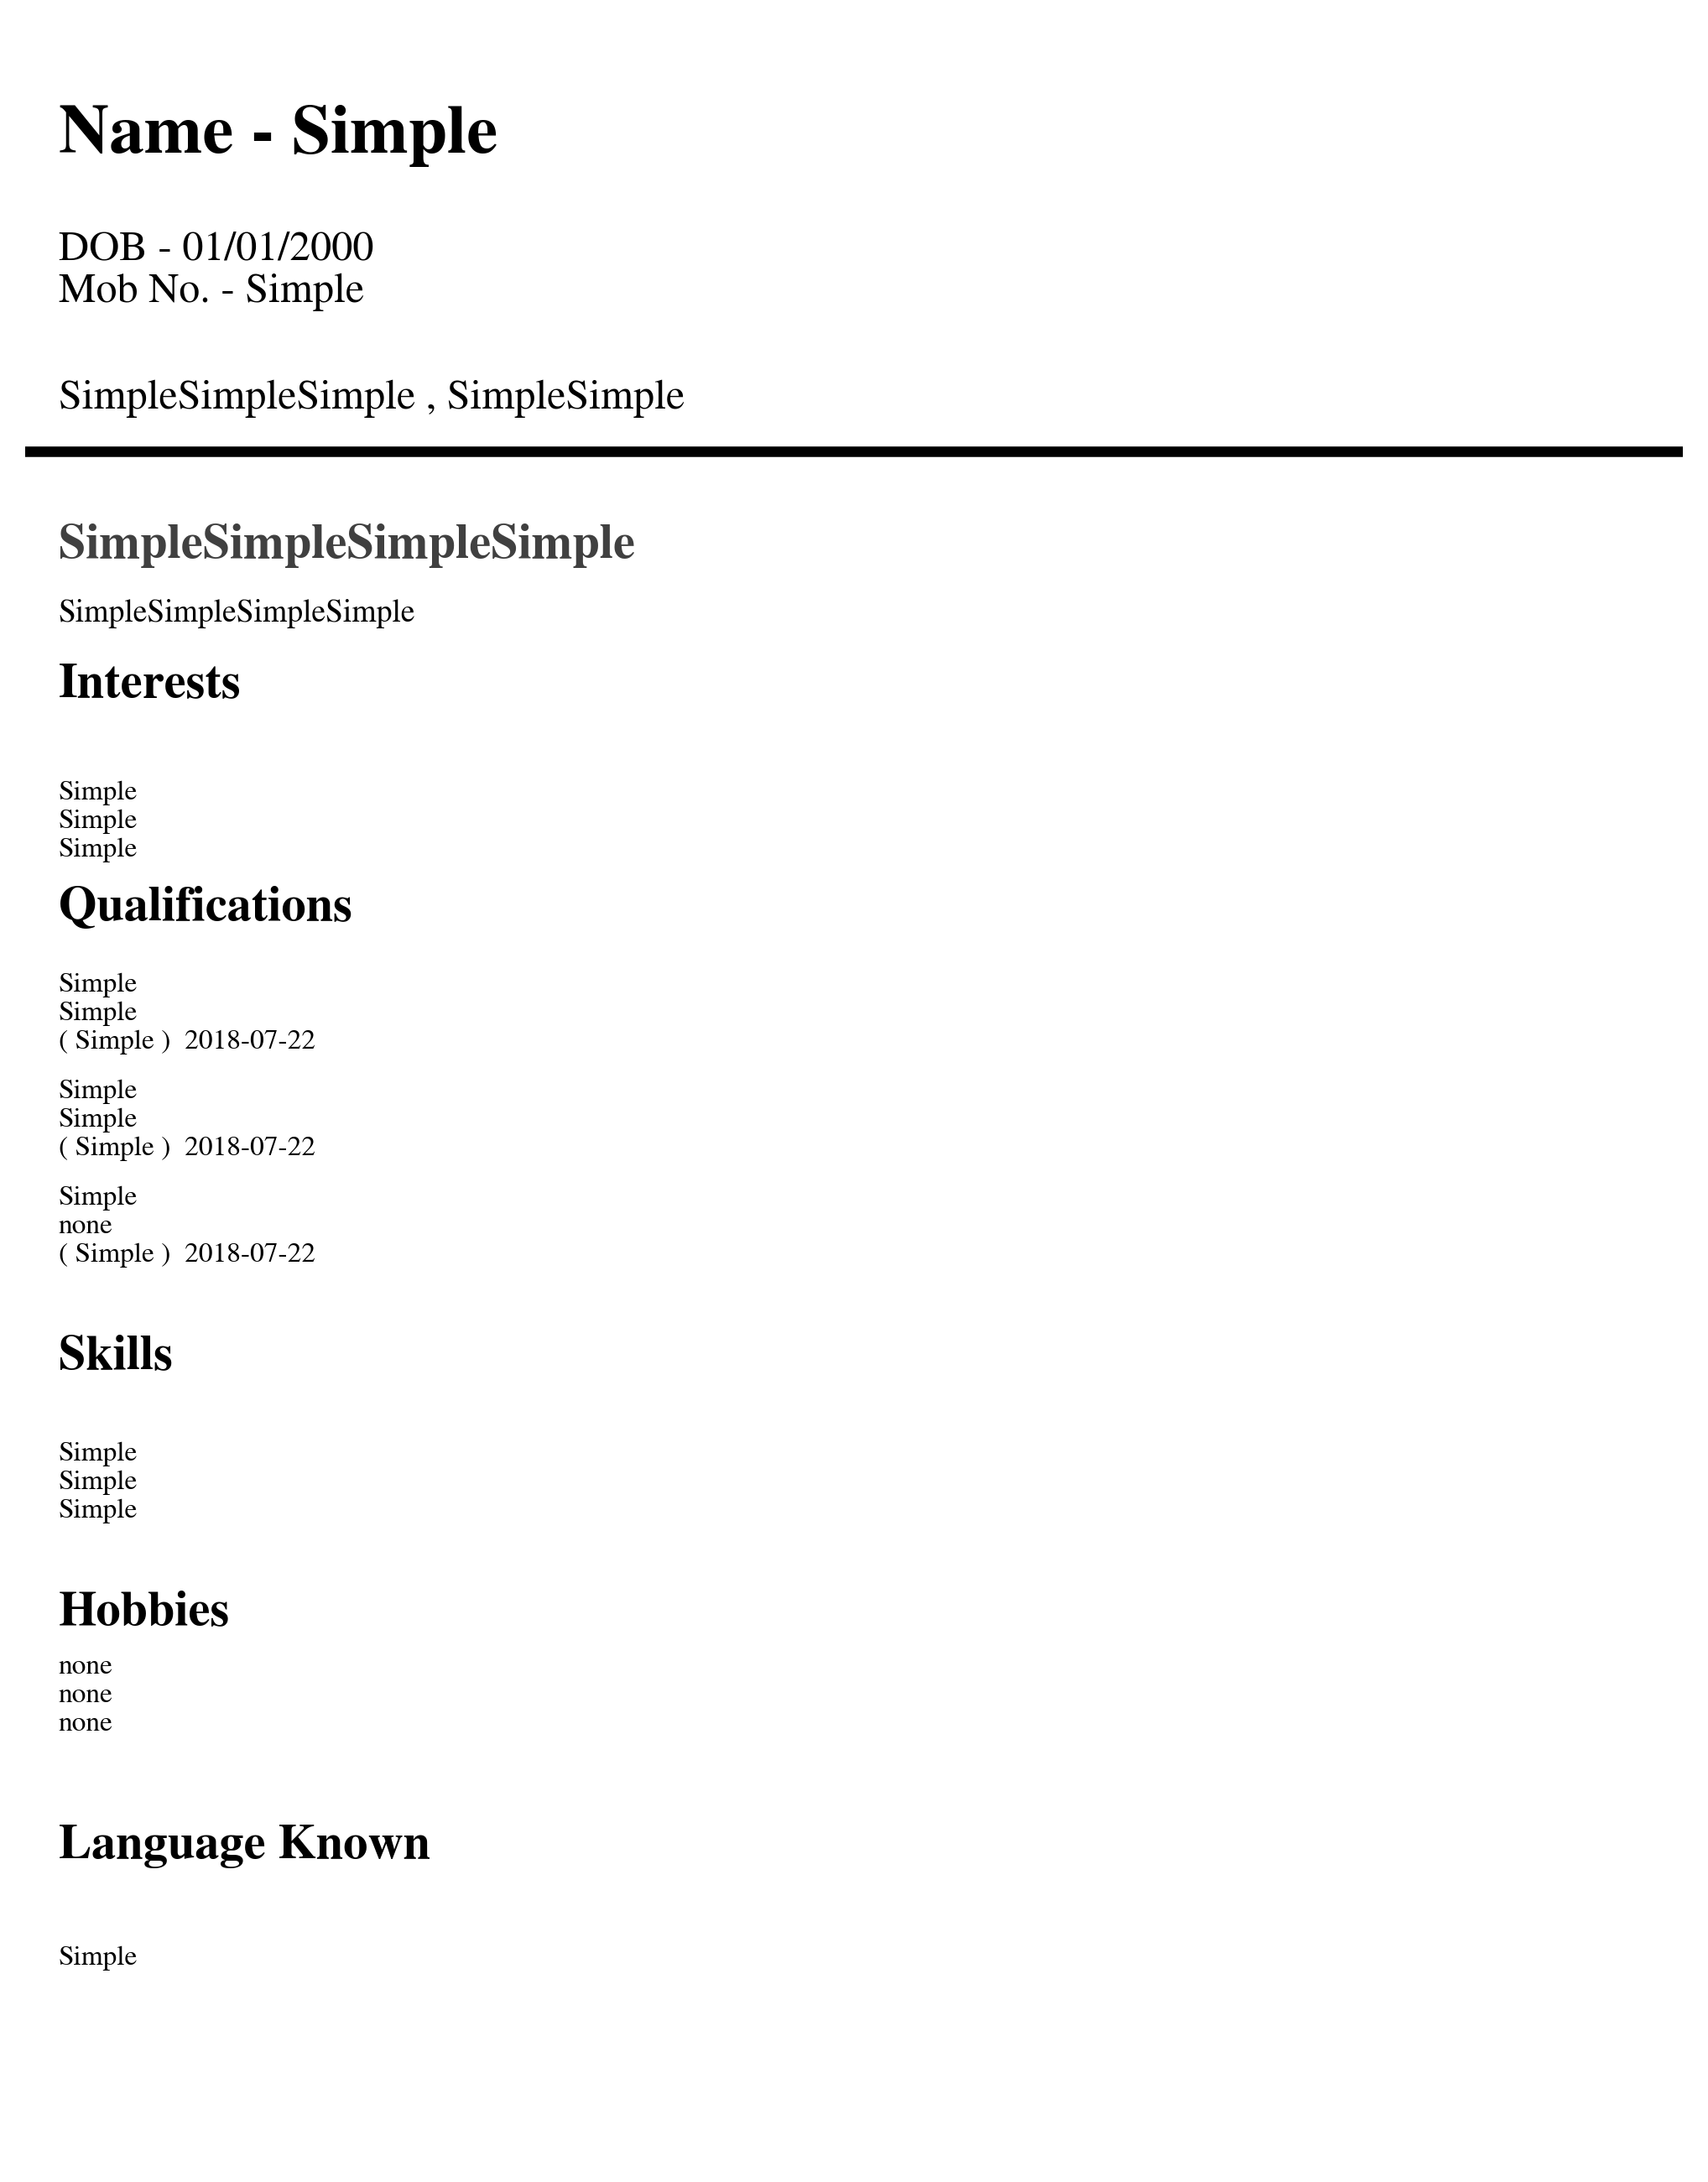 Name - Simple
DOB - 01/01/2000
Mob No. - Simple
SimpleSimpleSimple , SimpleSimple
SimpleSimpleSimpleSimple
SimpleSimpleSimpleSimple
Interests
Simple
Simple
Simple
Qualifications
Simple
Simple
( Simple )  2018-07-22
Simple
Simple
( Simple )  2018-07-22
Simple
none
( Simple )  2018-07-22
Skills
Simple
Simple
Simple
Hobbies
none
none
none
Language Known
Simple